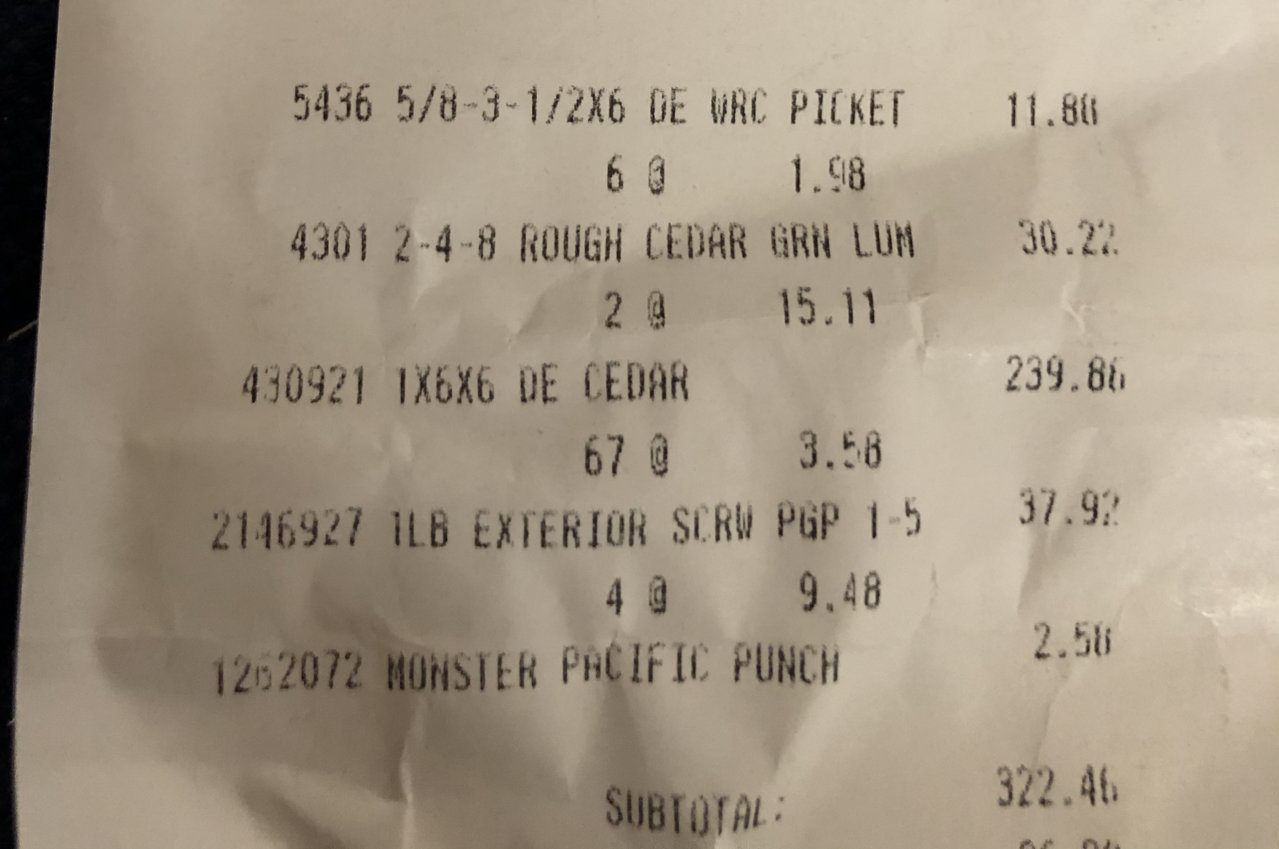 5436 5/8-3-1/2X6 DE WRC PICKET 11.88
6 @ 1.98
4301 2-4-8 ROUGH CEDAR GRN LUM 30.22
2 @ 15.11
430921 1X6X6 DE CEDAR 239.86
67 @ 3.58
2146927 1LB EXTERIOR SCRW PGP 1-5 37.92
4 @ 9.48
1262072 MONSTER PACIFIC PUNCH 2.58
SUBTOTAL: 322.46